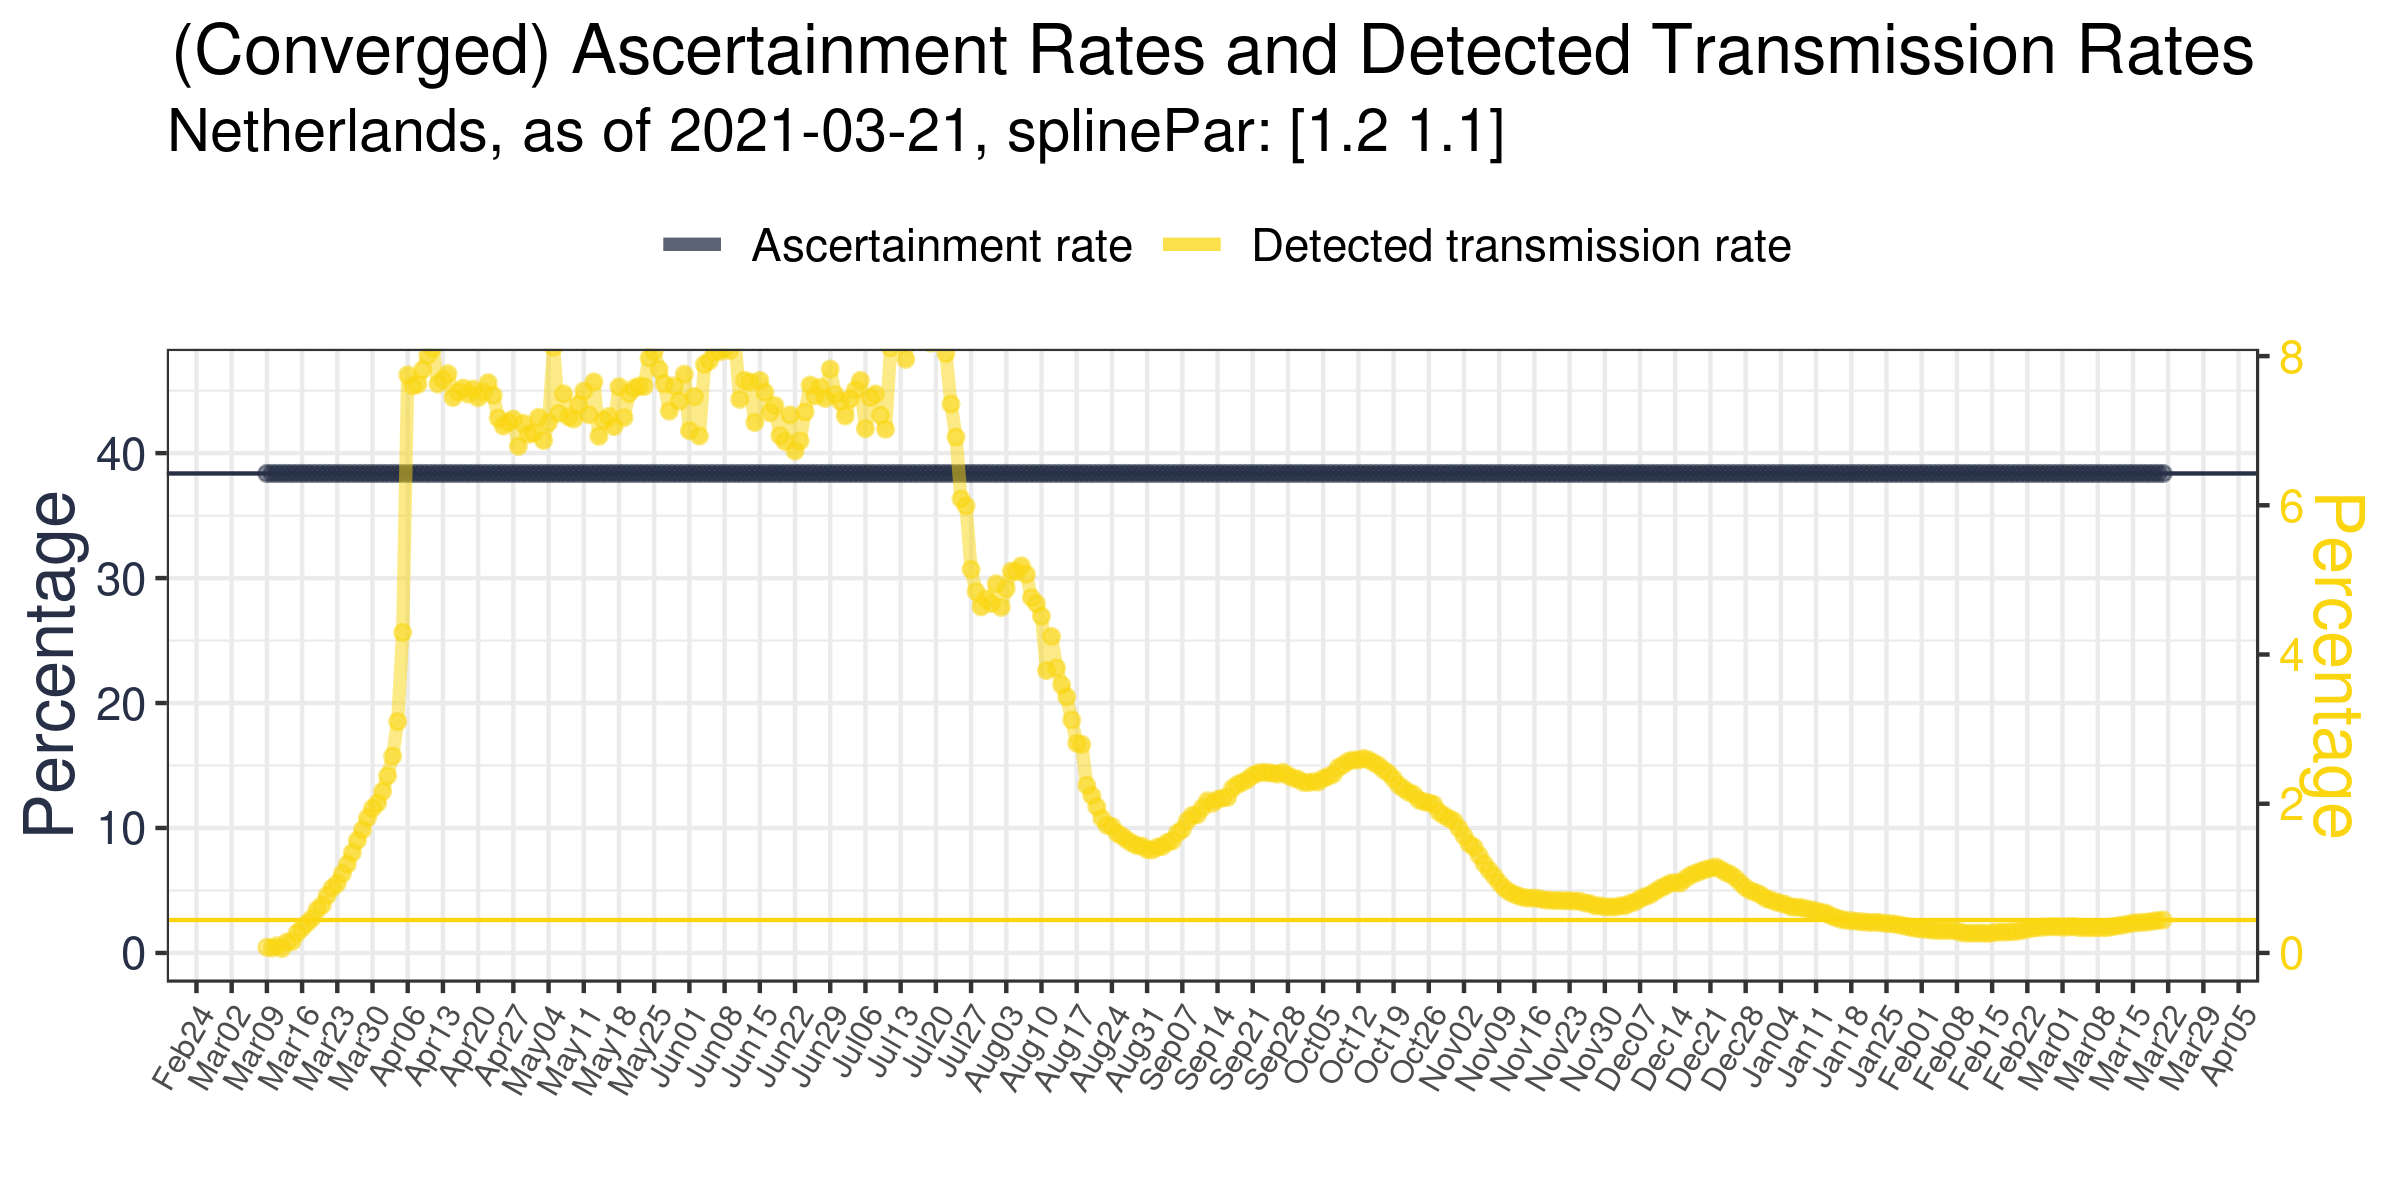 (Converged) Ascertainment Rates and Detected Transmission Rates
Netherlands, as of 2021-03-21, splinePar: [1.2 1.1]
Ascertainment rate
Detected transmission rate
Percentage
40
30
20
10
0
8
6
4
2
0
Percentage
Feb24
Mar02
Mar09
Mar16
Mar23
Mar30
Apr06
Apr13
Apr20
Apr27
May04
May11
May18
May25
Jun01
Jun08
Jun15
Jun22
Jun29
Jul06
Jul13
Jul20
Jul27
Aug03
Aug10
Aug17
Aug24
Aug31
Sep07
Sep14
Sep21
Sep28
Oct05
Oct12
Oct19
Oct26
Nov02
Nov09
Nov16
Nov23
Nov30
Dec07
Dec14
Dec21
Dec28
Jan04
Jan11
Jan18
Jan25
Feb01
Feb08
Feb15
Feb22
Mar01
Mar08
Mar15
Mar22
Mar29
Apr05